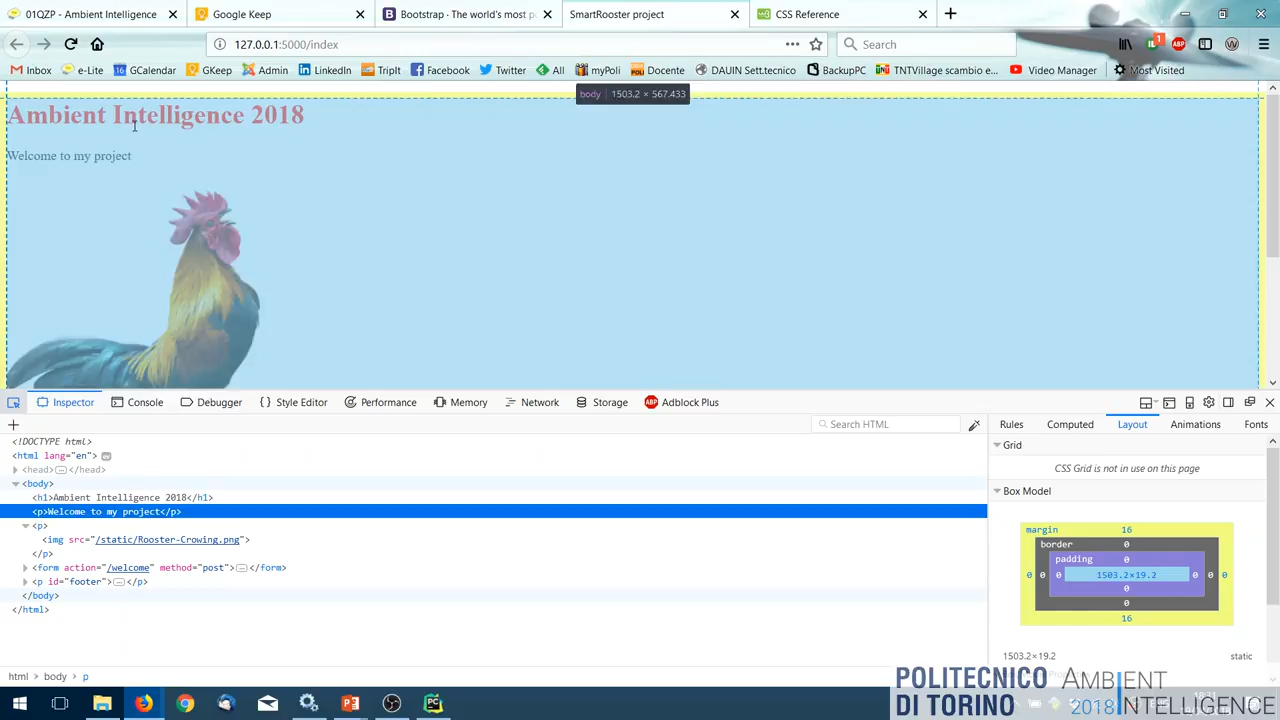 01QZP - Ambient Intelligence
Google Keep
Bootstrap · The world's most p
SmartRooster project
CSS Reference
127.0.0.1:5000/index
Search
1
ABP
Inbox
e-Lite
GCalendar
GKeep
Admin
LinkedIn
TripIt
Facebook
Twitter
All
myPoli
Docente
DAUIN Sett.tecnico
BackupPC
TNTVillage scambio e...
Video Manager
Most Visited
body 1503.2 × 567.433
Ambient Intelligence 2018
Welcome to my project
Inspector
Console
Debugger
Style Editor
Performance
Memory
Network
Storage
Adblock Plus
Search HTML
Rules
Computed
Layout
Animations
Fonts
<!DOCTYPE html>
<html lang="en">
<head></head>
<body>
<h1>Ambient Intelligence 2018</h1>
<p>Welcome to my project</p>
<p>
<img src="/static/Rooster-Crowing.png">
</p>
<form action="/welcome" method="post"></form>
<p id="footer"></p>
</body>
</html>
Grid
CSS Grid is not in use on this page
Box Model
margin 16
border 0
padding 0
0 0 0 1503.2×19.2 0 0 0
0
0
16
1503.2×19.2 static
html body p
POLITECNICO
DI TORINO
AMBIENT
2018 INTELLIGENCE